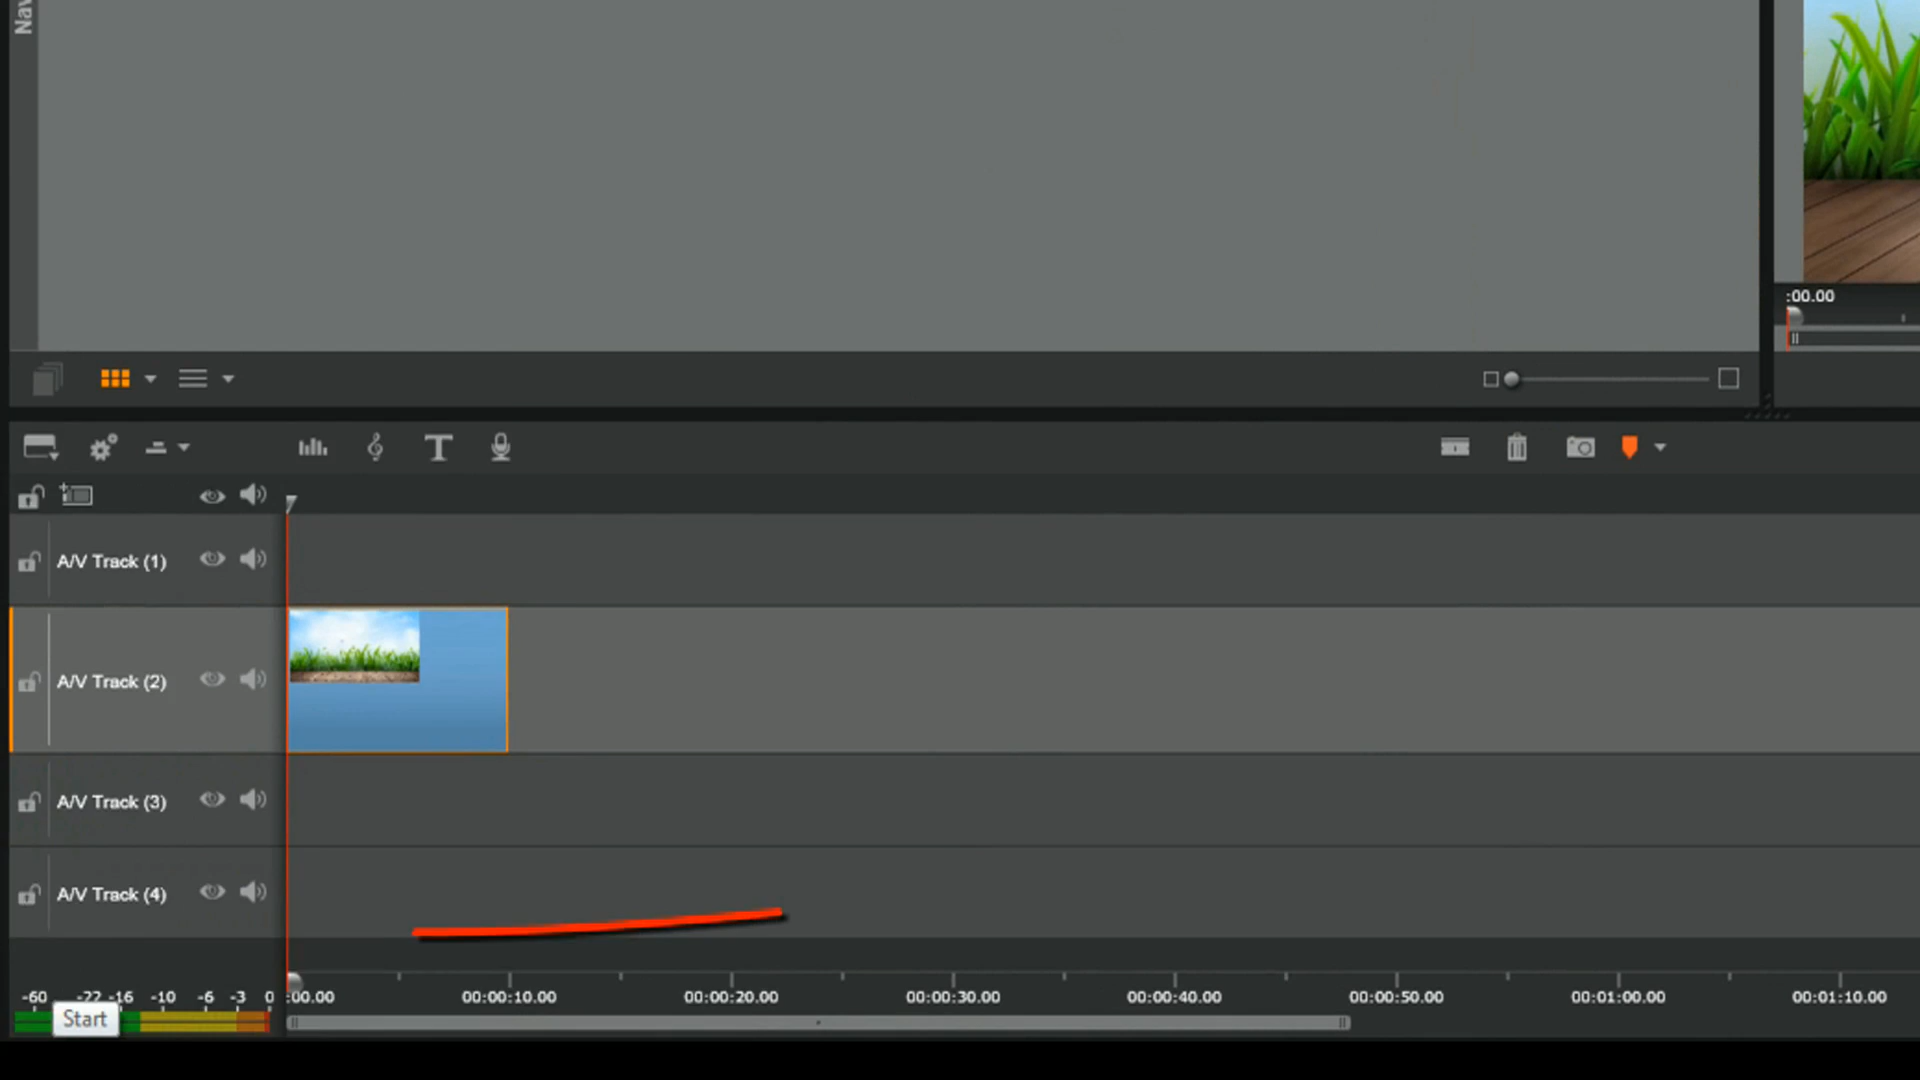 Nav
:00.00
A/V Track (1)
A/V Track (2)
A/V Track (3)
A/V Track (4)
-60 -22 -16 -10 -6 -3 0
:00.00 00:00:10.00 00:00:20.00 00:00:30.00 00:00:40.00 00:00:50.00 00:01:00.00 00:01:10.00
Start